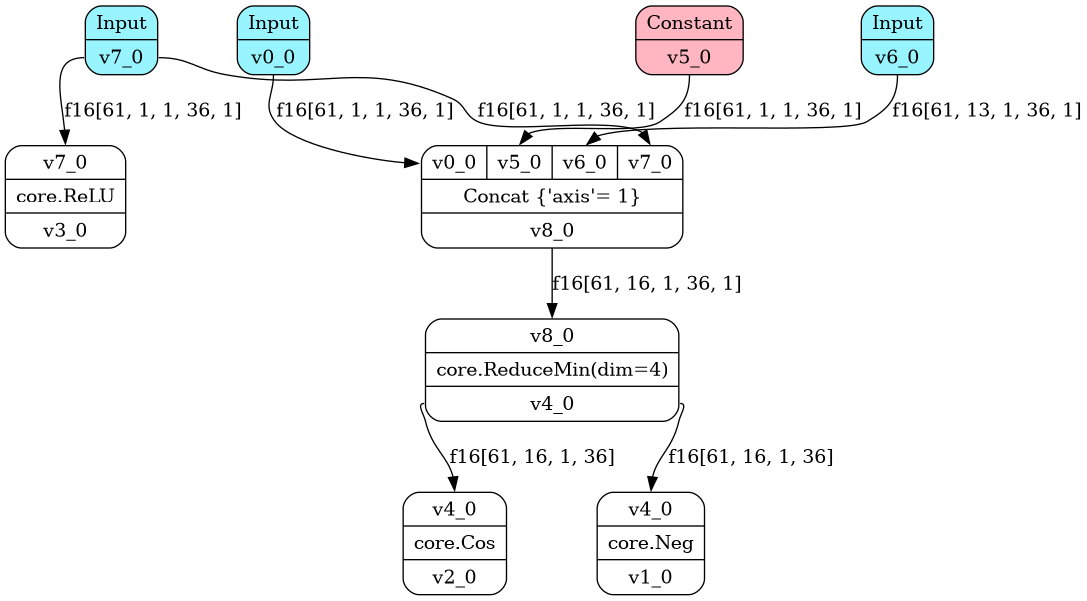 Input
v7_0
Input
v0_0
Constant
v5_0
Input
v6_0
f16[61, 1, 1, 36, 1]
f16[61, 1, 1, 36, 1]
f16[61, 1, 1, 36, 1]
f16[61, 1, 1, 36, 1]
f16[61, 13, 1, 36, 1]
v7_0
core.ReLU
v3_0
v0_0 v5_0 v6_0 v7_0
Concat {'axis'= 1}
v8_0
f16[61, 16, 1, 36, 1]
v8_0
core.ReduceMin(dim=4)
v4_0
f16[61, 16, 1, 36]
f16[61, 16, 1, 36]
v4_0
core.Cos
v2_0
v4_0
core.Neg
v1_0